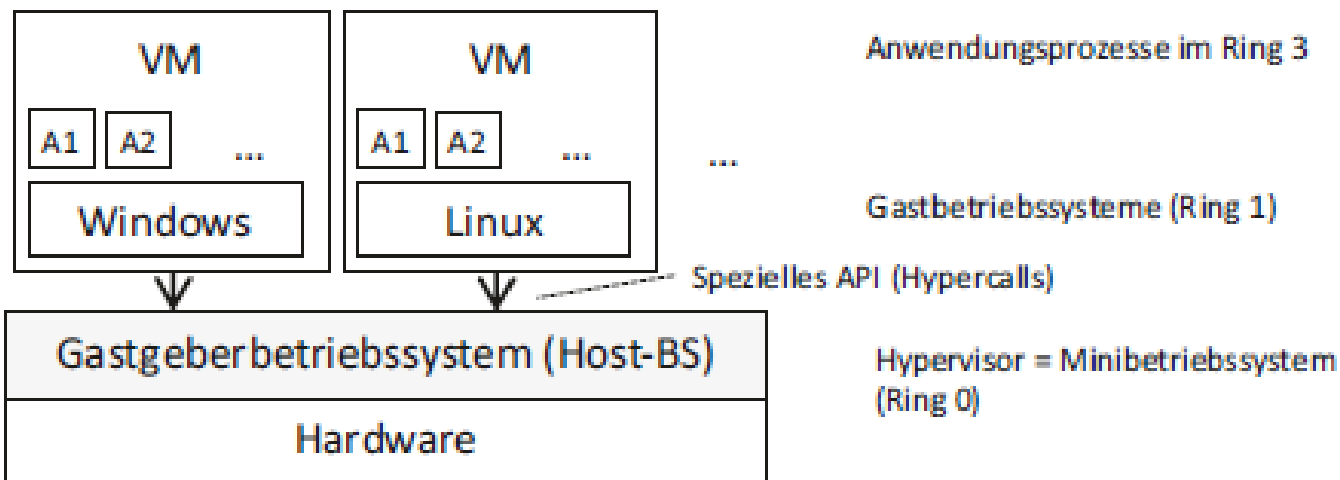 VM
VM
Anwendungsprozesse im Ring 3
A1
A2
...
A1
A2
...
...
Windows
Linux
Gastbetriebssysteme (Ring 1)
Spezielles API (Hypercalls)
Gastgeberbetriebssystem (Host-BS)
Hypervisor = Minibetriebssystem
(Ring 0)
Hardware